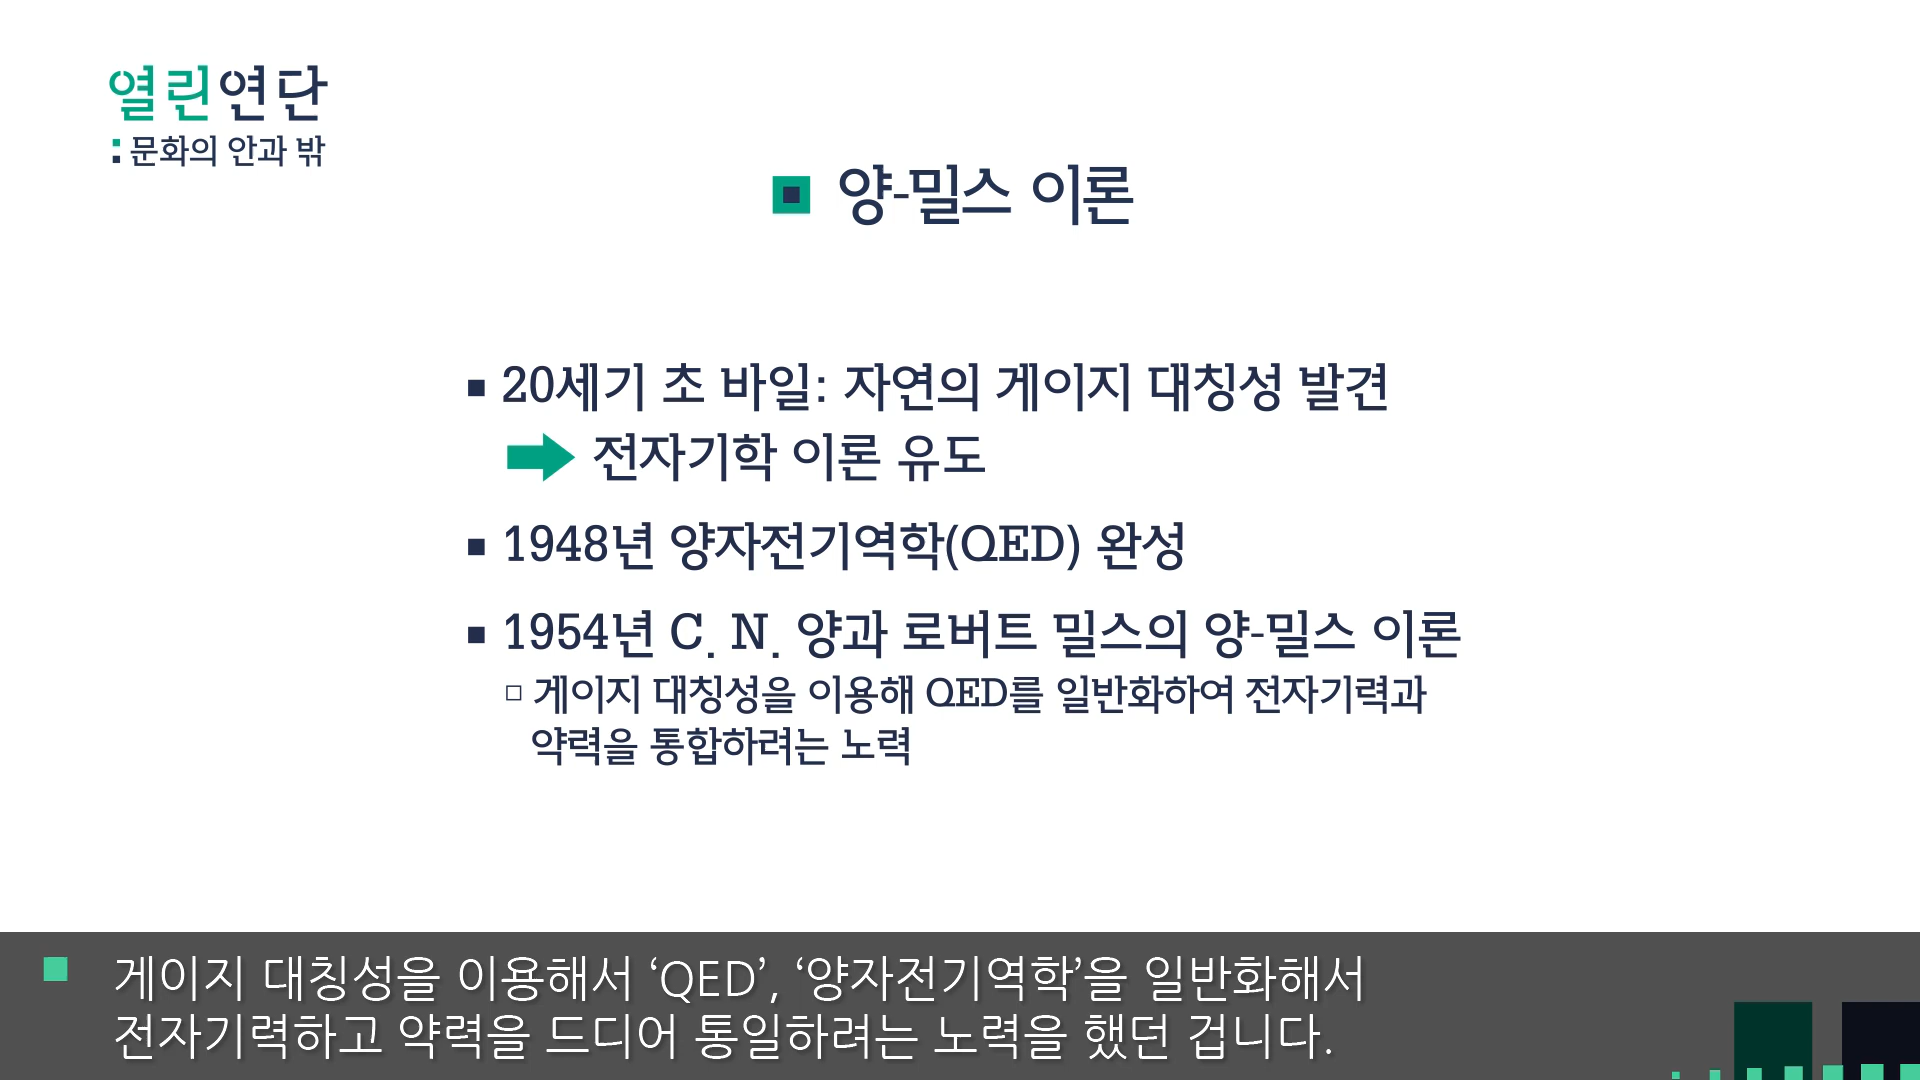 열린연단
: 문화의 안과 밖
양-밀스 이론
20세기 초 바일: 자연의 게이지 대칭성 발견
전자기학 이론 유도
1948년 양자전기역학(QED) 완성
1954년 C. N. 양과 로버트 밀스의 양-밀스 이론
게이지 대칭성을 이용해 QED를 일반화하여 전자기력과
약력을 통합하려는 노력
게이지 대칭성을 이용해서 ‘QED’, ‘양자전기역학’을 일반화해서
전자기력하고 약력을 드디어 통일하려는 노력을 했던 겁니다.